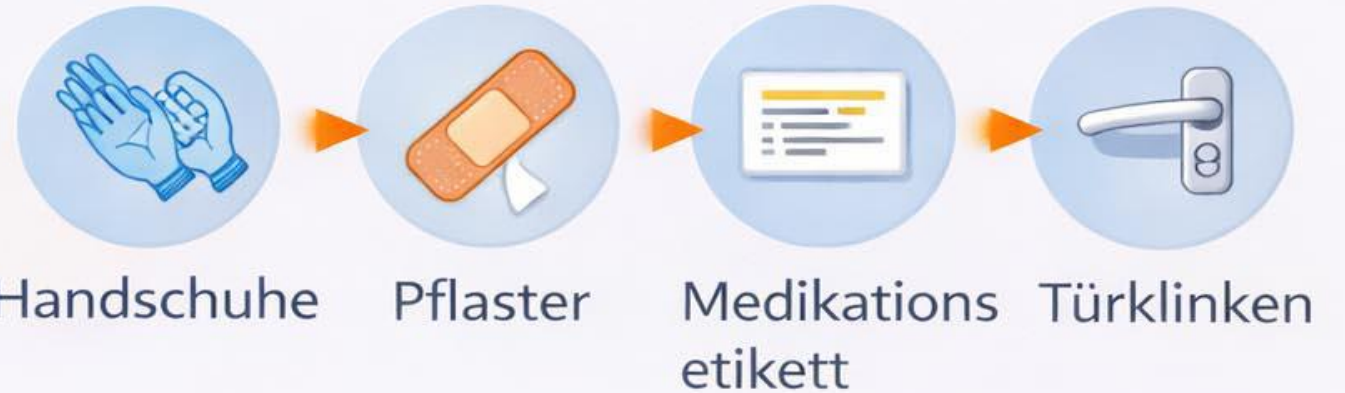 Handschuhe
Pflaster
Medikations
etikett
Türklinken